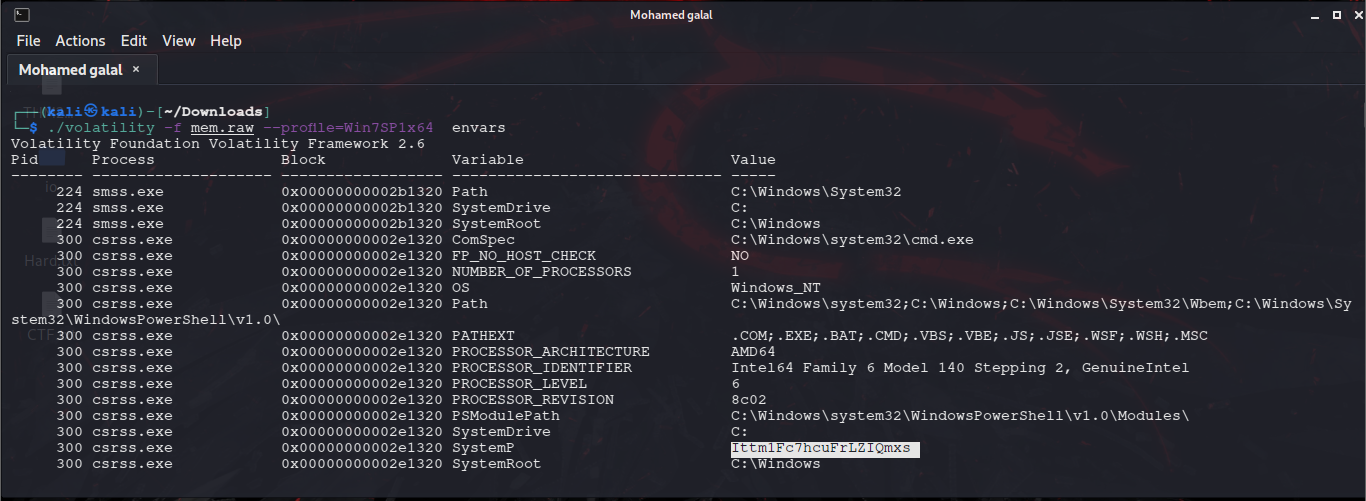 Mohamed galal
File Actions Edit View Help
Mohamed galal ×
┌──(kali㉿kali)-[~/Downloads]
└─$ ./volatility -f mem.raw --profile=Win7SP1x64  envars
Volatility Foundation Volatility Framework 2.6
Pid      Process              Block              Variable                       Value
-------- -------------------- ------------------ ------------------------------ -----
     224 smss.exe             0x00000000002b1320 Path                           C:\Windows\System32
     224 smss.exe             0x00000000002b1320 SystemDrive                    C:
     224 smss.exe             0x00000000002b1320 SystemRoot                     C:\Windows
     300 csrss.exe            0x00000000002e1320 ComSpec                        C:\Windows\system32\cmd.exe
     300 csrss.exe            0x00000000002e1320 FP_NO_HOST_CHECK               NO
     300 csrss.exe            0x00000000002e1320 NUMBER_OF_PROCESSORS           1
     300 csrss.exe            0x00000000002e1320 OS                             Windows_NT
     300 csrss.exe            0x00000000002e1320 Path                           C:\Windows\system32;C:\Windows;C:\Windows\System32\Wbem;C:\Windows\Sy
stem32\WindowsPowerShell\v1.0\
     300 csrss.exe            0x00000000002e1320 PATHEXT                        .COM;.EXE;.BAT;.CMD;.VBS;.VBE;.JS;.JSE;.WSF;.WSH;.MSC
     300 csrss.exe            0x00000000002e1320 PROCESSOR_ARCHITECTURE         AMD64
     300 csrss.exe            0x00000000002e1320 PROCESSOR_IDENTIFIER           Intel64 Family 6 Model 140 Stepping 2, GenuineIntel
     300 csrss.exe            0x00000000002e1320 PROCESSOR_LEVEL                6
     300 csrss.exe            0x00000000002e1320 PROCESSOR_REVISION             8c02
     300 csrss.exe            0x00000000002e1320 PSModulePath                   C:\Windows\system32\WindowsPowerShell\v1.0\Modules\
     300 csrss.exe            0x00000000002e1320 SystemDrive                    C:
     300 csrss.exe            0x00000000002e1320 SystemP                        Ittm1Fc7hcuFrLZIQmxs
     300 csrss.exe            0x00000000002e1320 SystemRoot                     C:\Windows